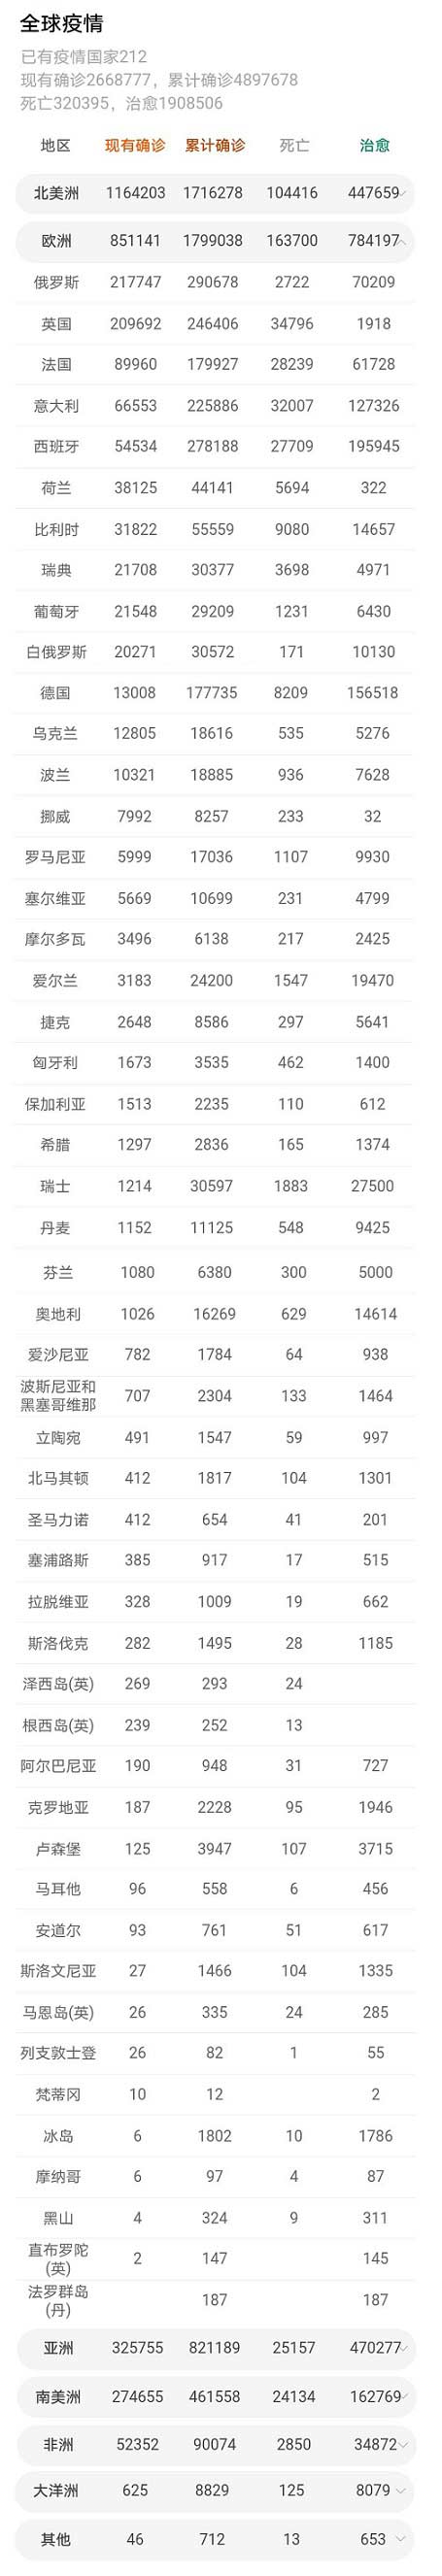 全球疫情
已有疫情国家212
现有确诊2668777，累计确诊4897678
死亡320395，治愈1908506
地区 现有确诊 累计确诊 死亡 治愈
北美洲 1164203 1716278 104416 447659
欧洲 851141 1799038 163700 784197
俄罗斯 217747 290678 2722 70209
英国 209692 246406 34796 1918
法国 89960 179927 28239 61728
意大利 66553 225886 32007 127326
西班牙 54534 278188 27709 195945
荷兰 38125 44141 5694 322
比利时 31822 55559 9080 14657
瑞典 21708 30377 3698 4971
葡萄牙 21548 29209 1231 6430
白俄罗斯 20271 30572 171 10130
德国 13008 177735 8209 156518
乌克兰 12805 18616 535 5276
波兰 10321 18885 936 7628
挪威 7992 8257 233 32
罗马尼亚 5999 17036 1107 9930
塞尔维亚 5669 10699 231 4799
摩尔多瓦 3496 6138 217 2425
爱尔兰 3183 24200 1547 19470
捷克 2648 8586 297 5641
匈牙利 1673 3535 462 1400
保加利亚 1513 2235 110 612
希腊 1297 2836 165 1374
瑞士 1214 30597 1883 27500
丹麦 1152 11125 548 9425
芬兰 1080 6380 300 5000
奥地利 1026 16269 629 14614
爱沙尼亚 782 1784 64 938
波斯尼亚和
黑塞哥维那 707 2304 133 1464
立陶宛 491 1547 59 997
北马其顿 412 1817 104 1301
圣马力诺 412 654 41 201
塞浦路斯 385 917 17 515
拉脱维亚 328 1009 19 662
斯洛伐克 282 1495 28 1185
泽西岛(英) 269 293 24
根西岛(英) 239 252 13
阿尔巴尼亚 190 948 31 727
克罗地亚 187 2228 95 1946
卢森堡 125 3947 107 3715
马耳他 96 558 6 456
安道尔 93 761 51 617
斯洛文尼亚 27 1466 104 1335
马恩岛(英) 26 335 24 285
列支敦士登 26 82 1 55
梵蒂冈 10 12 2
冰岛 6 1802 10 1786
摩纳哥 6 97 4 87
黑山 4 324 9 311
直布罗陀
(英) 2 147 145
法罗群岛
(丹) 187 187
亚洲 325755 821189 25157 470277
南美洲 274655 461558 24134 162769
非洲 52352 90074 2850 34872
大洋洲 625 8829 125 8079
其他 46 712 13 653